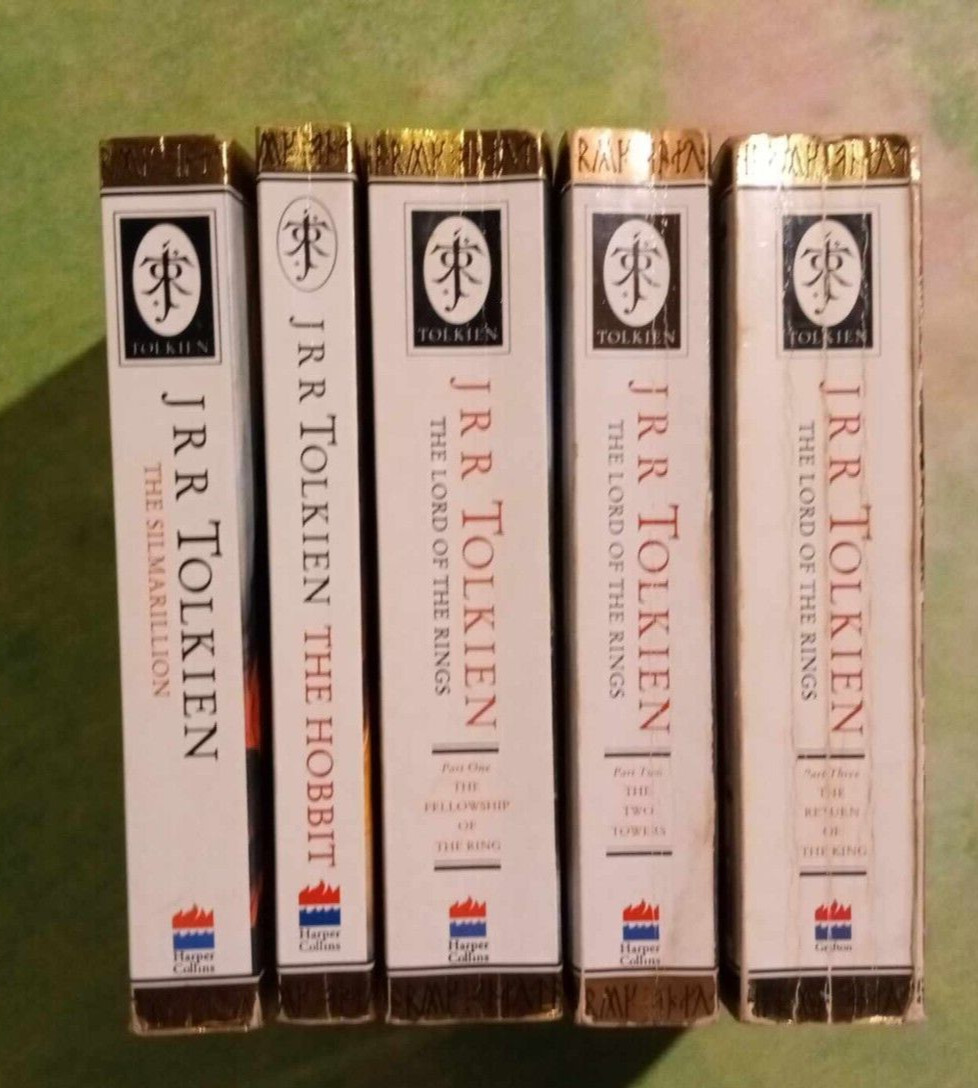 TOLKIEN
J R R TOLKIEN
THE SILMARILLION
Harper
Collins
J R R TOLKIEN THE HOBBIT
Harper
Collins
TOLKIEN
J R R TOLKIEN
THE LORD OF THE RINGS
Part One
THE
FELLOWSHIP
OF
THE RING
Harper
Collins
TOLKIEN
J R R TOLKIEN
THE LORD OF THE RINGS
Part Two
THE
TWO
TOWERS
Harper
Collins
TOLKIEN
J R R TOLKIEN
THE LORD OF THE RINGS
Part Three
THE
RETURN
OF
THE KING
Grafton